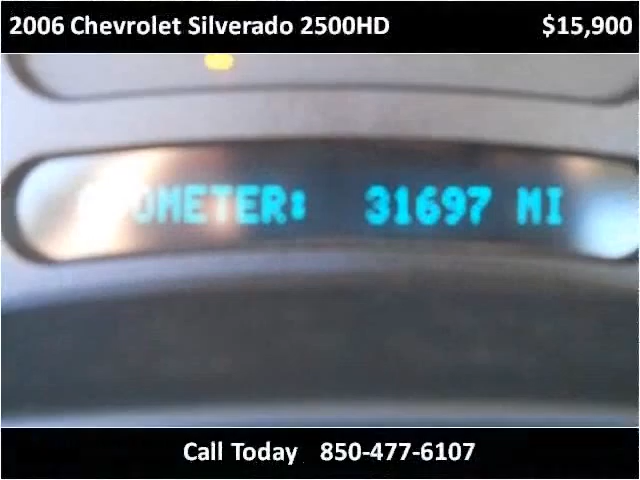 2006 Chevrolet Silverado 2500HD $15,900
OMETER: 31697 MI
Call Today 850-477-6107